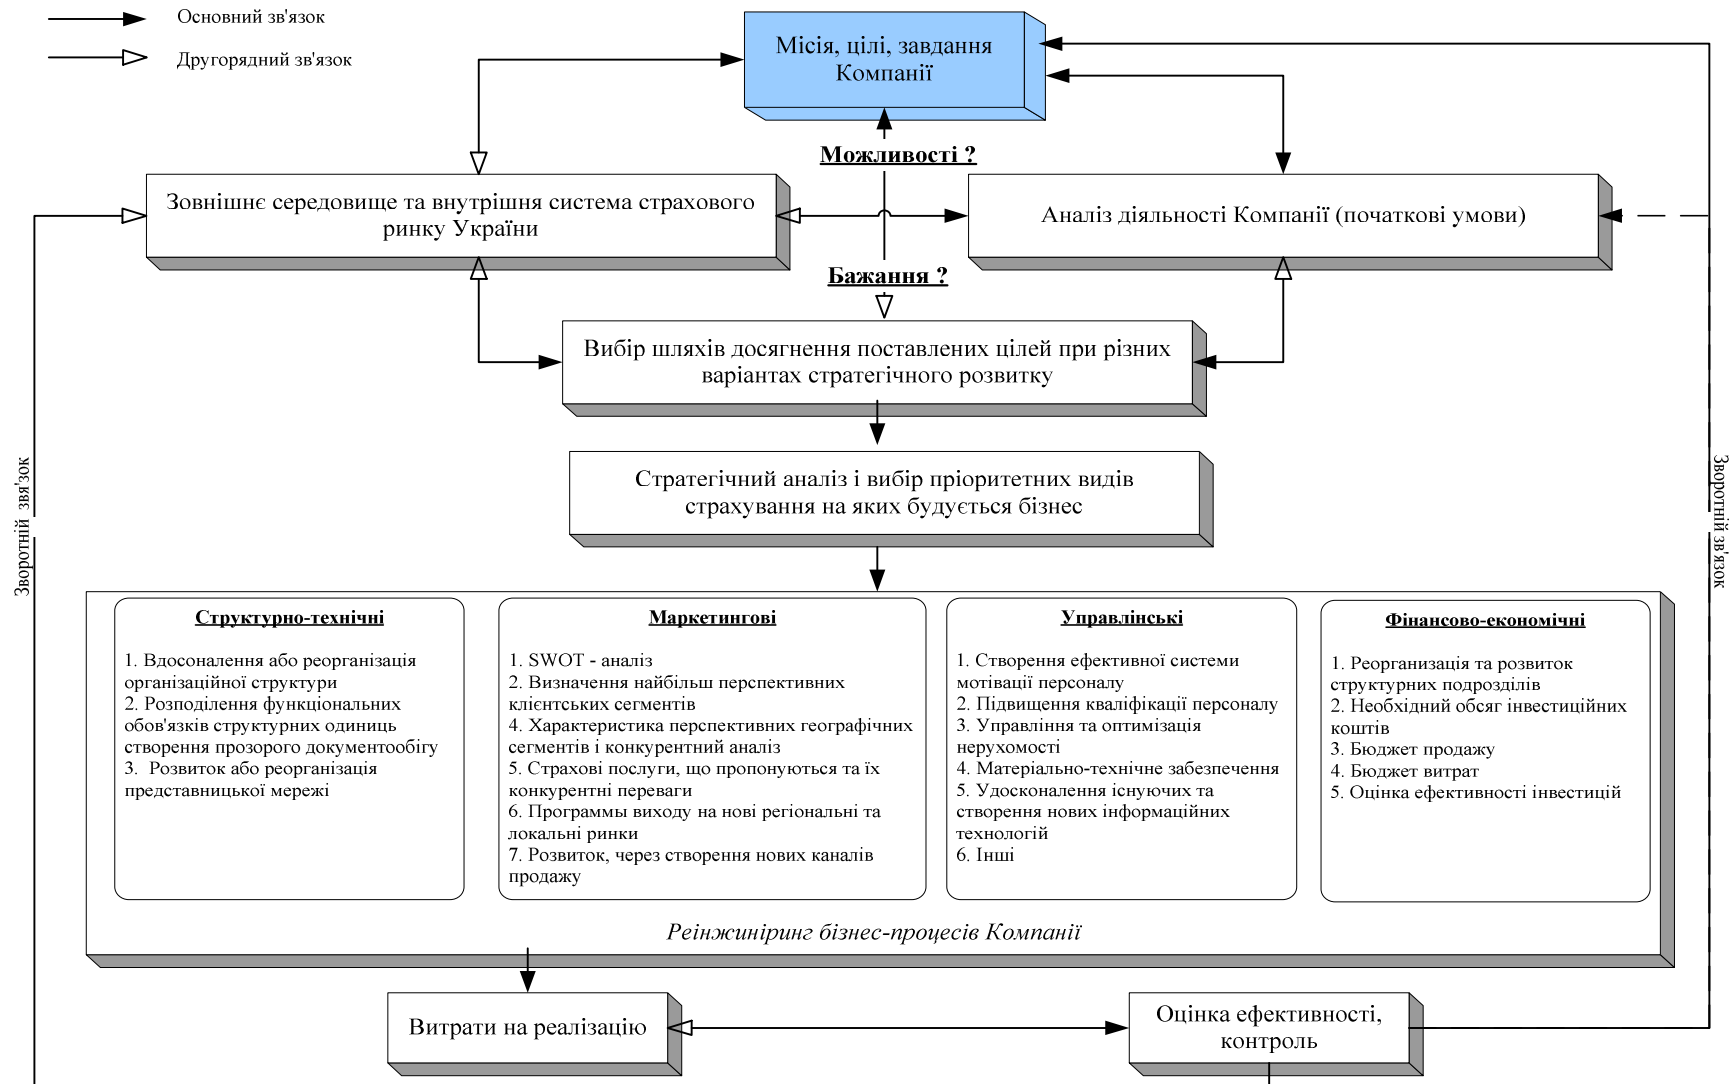 Основний зв'язок
Другорядний зв'язок
Місія, цілі, завдання
Компанії
Можливості ?
Зовнішнє середовище та внутрішня система страхового
ринку України
Аналіз діяльності Компанії (початкові умови)
Бажання ?
Вибір шляхів досягнення поставлених цілей при різних
варіантах стратегічного розвитку
Стратегічний аналіз і вибір пріоритетних видів
страхування на яких будується бізнес
Зворотній звя'зок
Зворотній зв'язок
Структурно-технічні
1. Вдосоналення або реорганізація
організаційної структури
2. Розподілення функціональних
обов'язків структурних одиниць
створення прозорого документообігу
3. Розвиток або реорганізація
представницької мережі
Маркетингові
1. SWOT - аналіз
2. Визначення найбільш перспективних
клієнтських сегментів
4. Характеристика перспективних географічних
сегментів і конкурентний аналіз
5. Страхові послуги, що пропонуються та їх
конкурентні переваги
6. Программы виходу на нові регіональні та
локальні ринки
7. Розвиток, через створення нових каналів
продажу
Управлінські
1. Створення ефективної системи
мотівації персоналу
2. Підвищення кваліфікації персоналу
3. Управління та оптимізація
нерухомості
4. Матеріально-технічне забезпечення
5. Удосконалення існуючих та
створення нових інформаційних
технологій
6. Інші
Фінансово-економічні
1. Реорганизація та розвиток
структурних подрозділів
2. Необхідний обсяг інвестиційних
коштів
3. Бюджет продажу
4. Бюджет витрат
5. Оцінка ефективності інвестицій
Реінжиніринг бізнес-процесів Компанії
Витрати на реалізацію
Оцінка ефективності,
контроль